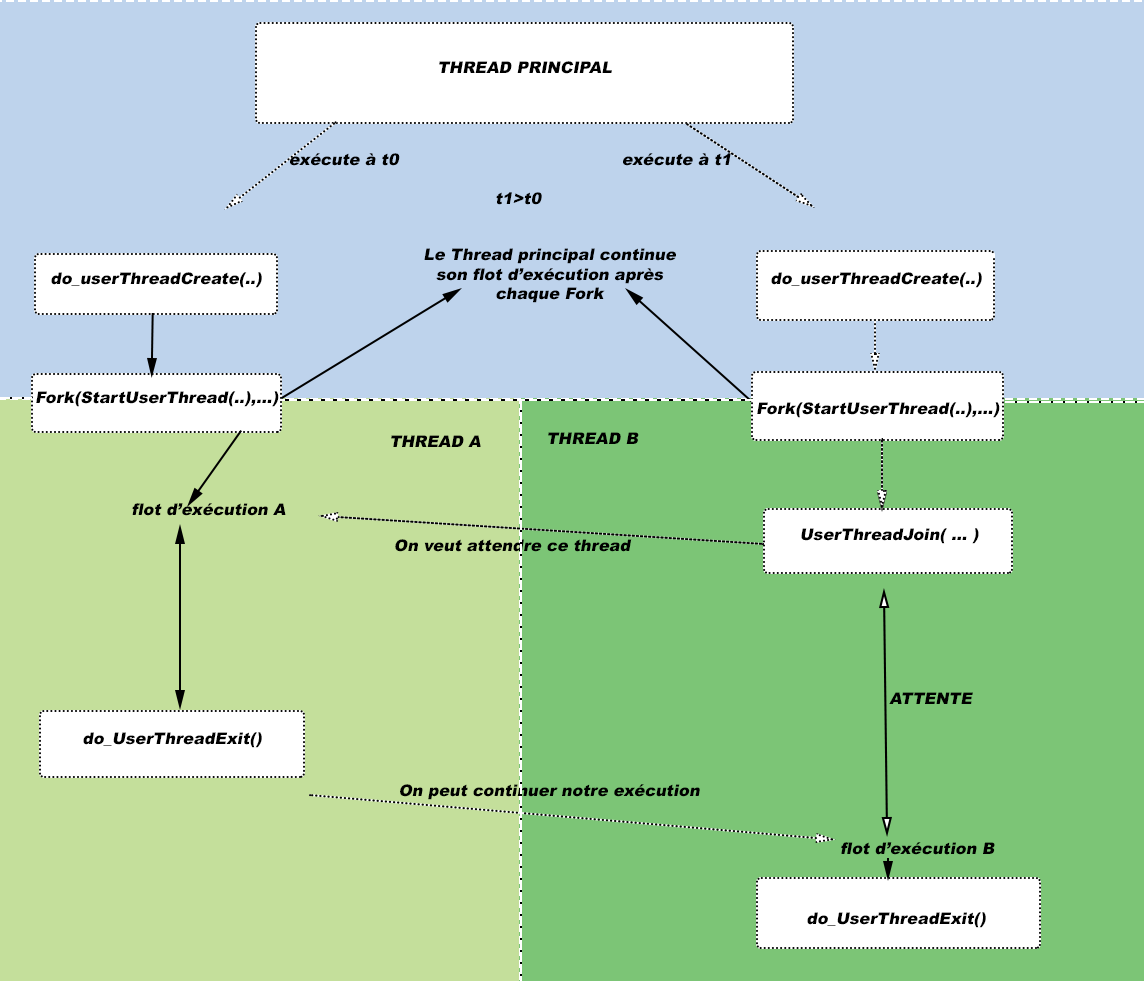 THREAD PRINCIPAL
exécute à t0
exécute à t1
t1>t0
Le Thread principal continue
son flot d'exécution après
chaque Fork
do_userThreadCreate(..)
do_userThreadCreate(..)
Fork(StartUserThread(..),...)
Fork(StartUserThread(..),...)
THREAD A
THREAD B
flot d'exécution A
UserThreadJoin( ... )
On veut attendre ce thread
ATTENTE
do_UserThreadExit()
On peut continuer notre exécution
flot d'exécution B
do_UserThreadExit()